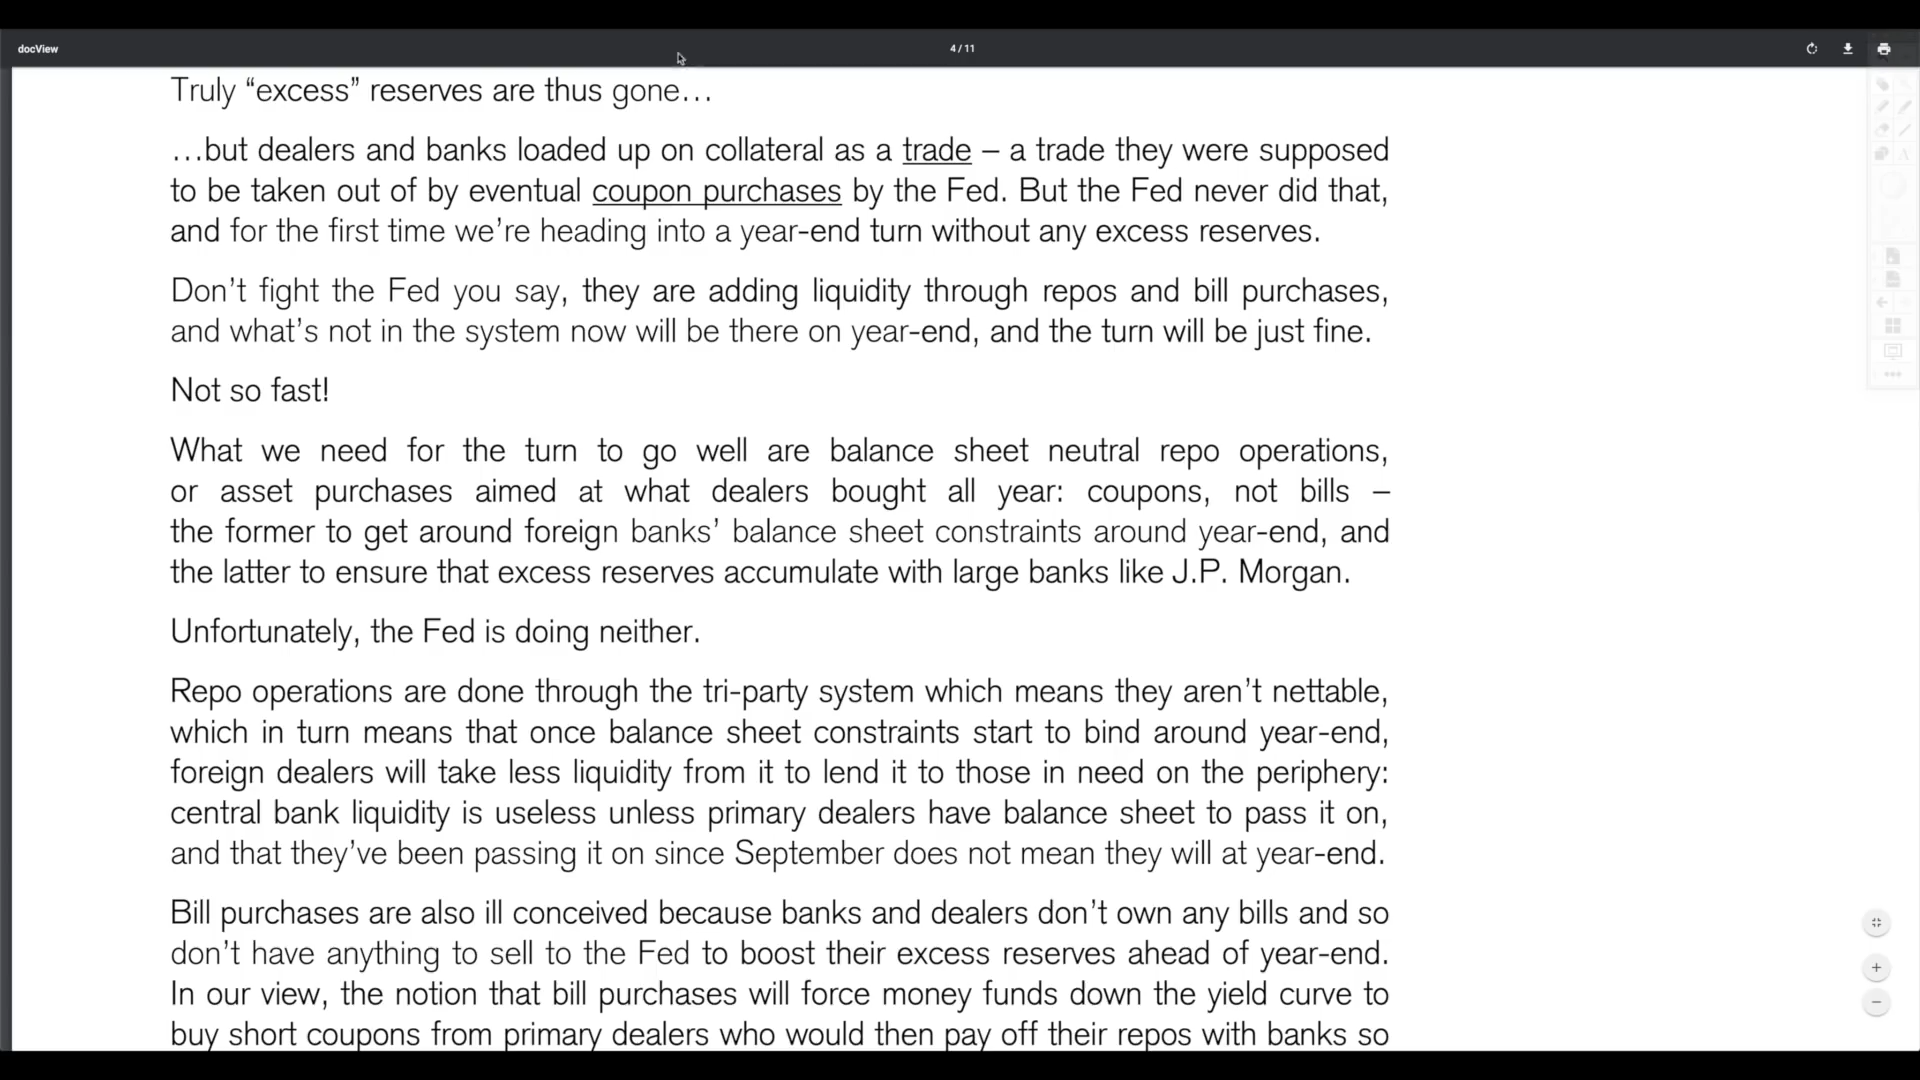 docView
4 / 11
Truly “excess” reserves are thus gone…
…but dealers and banks loaded up on collateral as a trade – a trade they were supposed
to be taken out of by eventual coupon purchases by the Fed. But the Fed never did that,
and for the first time we’re heading into a year-end turn without any excess reserves.
Don’t fight the Fed you say, they are adding liquidity through repos and bill purchases,
and what’s not in the system now will be there on year-end, and the turn will be just fine.
Not so fast!
What we need for the turn to go well are balance sheet neutral repo operations,
or asset purchases aimed at what dealers bought all year: coupons, not bills –
the former to get around foreign banks’ balance sheet constraints around year-end, and
the latter to ensure that excess reserves accumulate with large banks like J.P. Morgan.
Unfortunately, the Fed is doing neither.
Repo operations are done through the tri-party system which means they aren’t nettable,
which in turn means that once balance sheet constraints start to bind around year-end,
foreign dealers will take less liquidity from it to lend it to those in need on the periphery:
central bank liquidity is useless unless primary dealers have balance sheet to pass it on,
and that they’ve been passing it on since September does not mean they will at year-end.
Bill purchases are also ill conceived because banks and dealers don’t own any bills and so
don’t have anything to sell to the Fed to boost their excess reserves ahead of year-end.
In our view, the notion that bill purchases will force money funds down the yield curve to
buy short coupons from primary dealers who would then pay off their repos with banks so